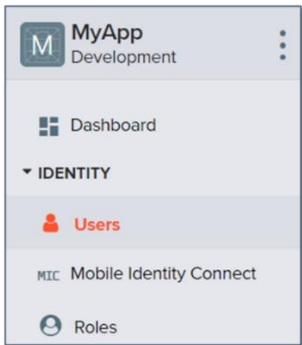 M
MyApp
Development
Dashboard
IDENTITY
Users
MIC Mobile Identity Connect
Roles